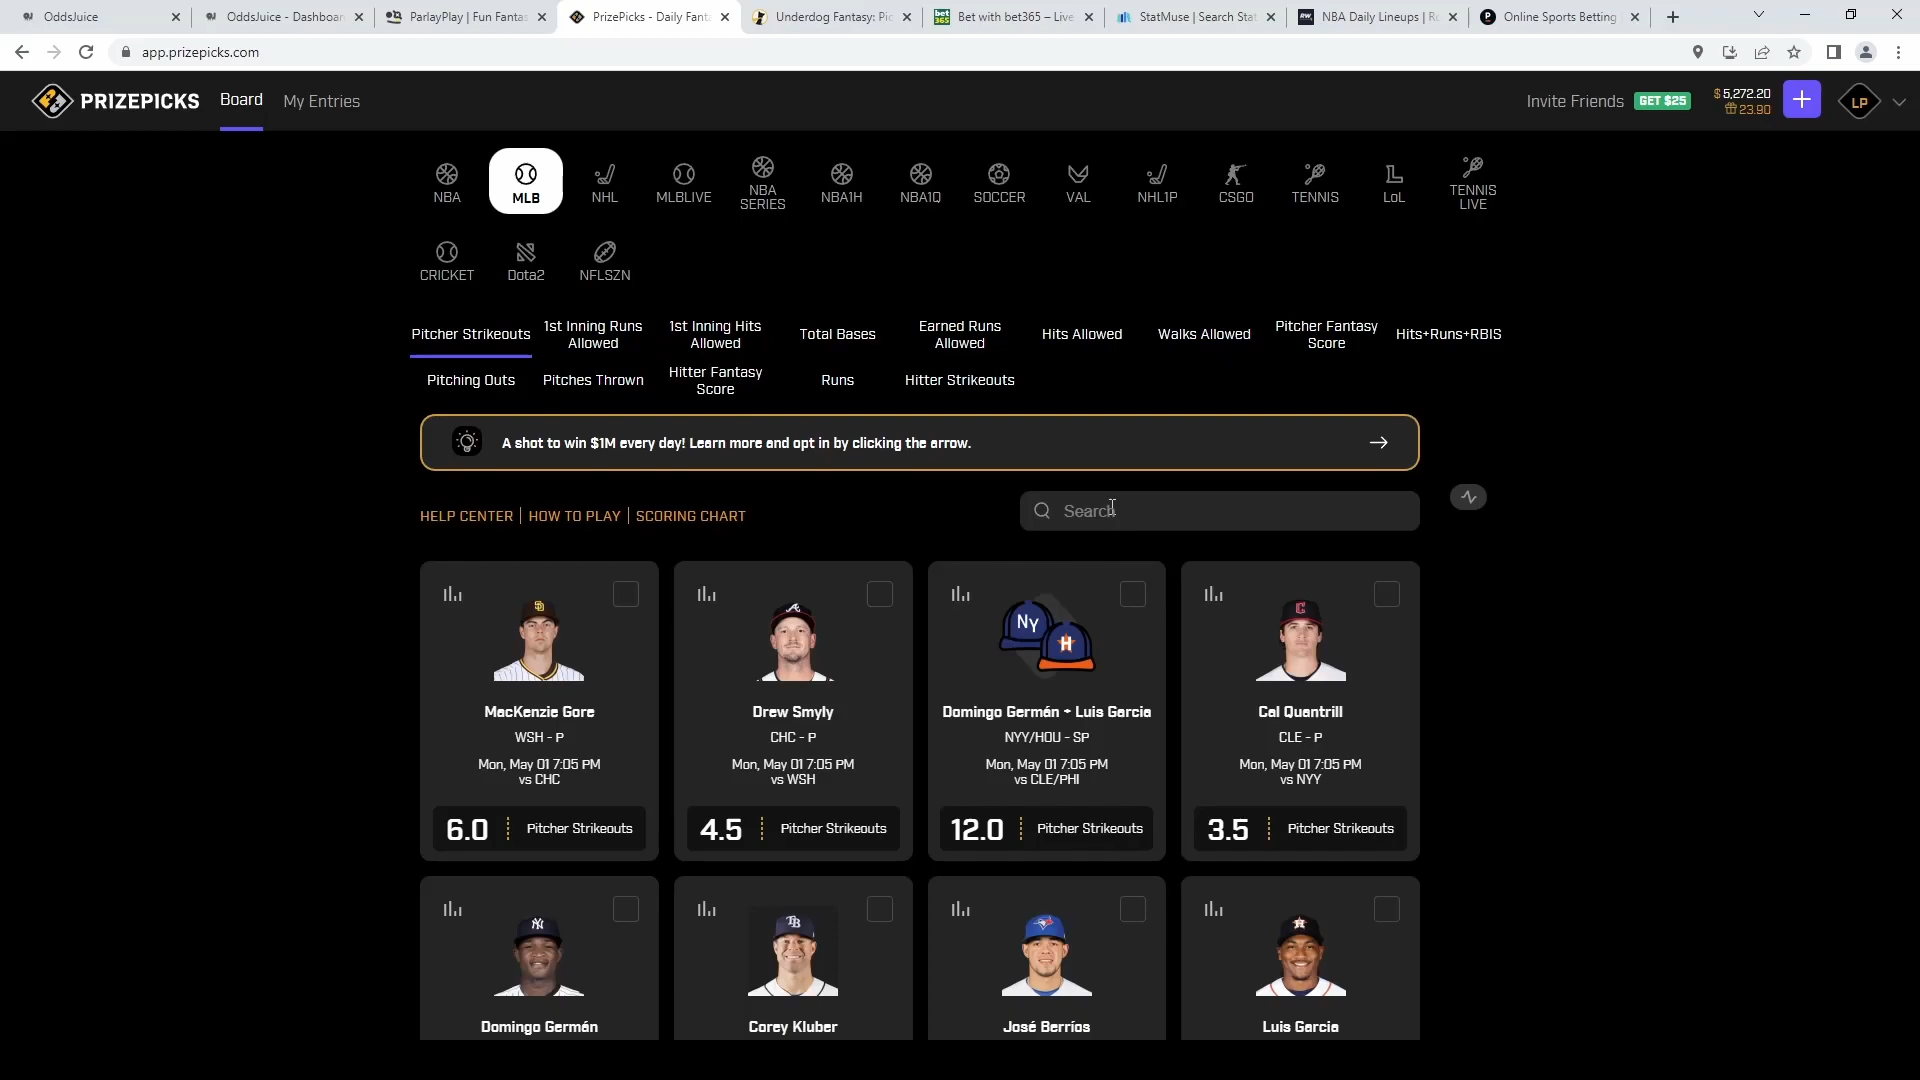 OddsJuice
OddsJuice - Dashboar
ParlayPlay | Fun Fantas
PrizePicks - Daily Fanta
Underdog Fantasy: Pic
bet365
Bet with bet365 – Live
StatMuse | Search Stat
RW.
NBA Daily Lineups | Ro
Online Sports Betting
app.prizepicks.com
PRIZEPICKS
Board
My Entries
Invite Friends
GET $25
$ 5,272.20
23.90
LP
NBA
MLB
NHL
MLBLIVE
NBA
SERIES
NBA1H
NBA1Q
SOCCER
VAL
NHL1P
CSGO
TENNIS
LoL
TENNIS
LIVE
CRICKET
Dota2
NFLSZN
Pitcher Strikeouts
1st Inning Runs
Allowed
1st Inning Hits
Allowed
Total Bases
Earned Runs
Allowed
Hits Allowed
Walks Allowed
Pitcher Fantasy
Score
Hits+Runs+RBIS
Pitching Outs
Pitches Thrown
Hitter Fantasy
Score
Runs
Hitter Strikeouts
A shot to win $1M every day! Learn more and opt in by clicking the arrow.
HELP CENTER
HOW TO PLAY
SCORING CHART
Search
MacKenzie Gore
WSH - P
Mon, May 01 7:05 PM
vs CHC
6.0
Pitcher Strikeouts
Drew Smyly
CHC - P
Mon, May 01 7:05 PM
vs WSH
4.5
Pitcher Strikeouts
NY
H
Domingo Germán + Luis Garcia
NYY/HOU - SP
Mon, May 01 7:05 PM
vs CLE/PHI
12.0
Pitcher Strikeouts
C
Cal Quantrill
CLE - P
Mon, May 01 7:05 PM
vs NYY
3.5
Pitcher Strikeouts
Domingo Germán
TB
Corey Kluber
José Berríos
Luis Garcia